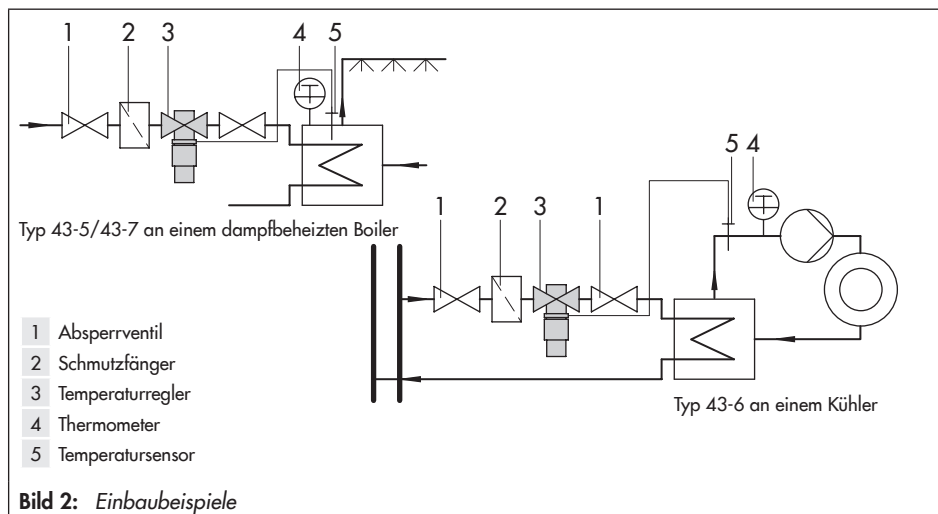 1 2 3 4 5
Typ 43-5/43-7 an einem dampfbeheizten Boiler
1 2 3 1 5 4
Typ 43-6 an einem Kühler
1 Absperrventil
2 Schmutzfänger
3 Temperaturregler
4 Thermometer
5 Temperatursensor
Bild 2: Einbaubeispiele